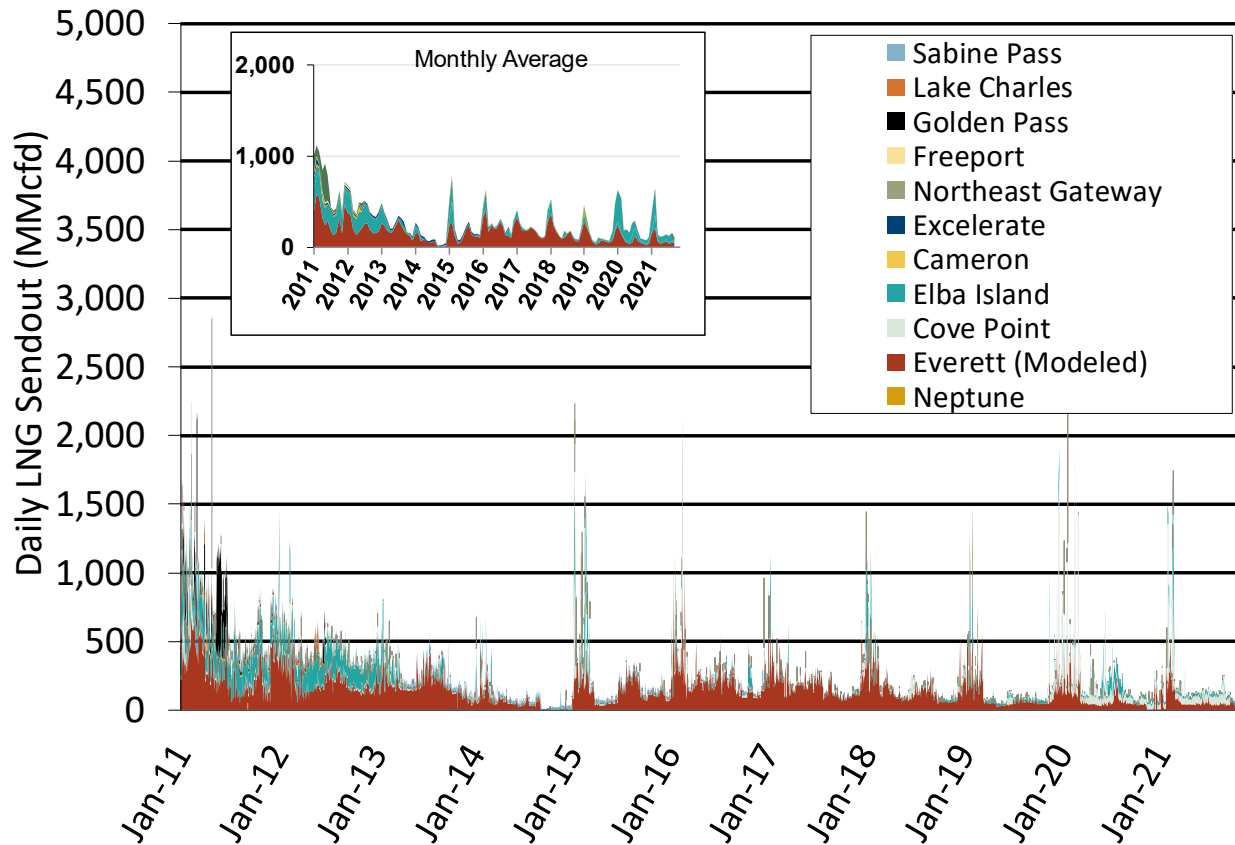 Daily LNG Sendout (MMcfd)
5,000
4,500
4,000
3,500
3,000
2,500
2,000
1,500
1,000
500
0
Monthly Average
2,000
1,000
0
2011
2012
2013
2014
2015
2016
2017
2018
2019
2020
2021
Sabine Pass
Lake Charles
Golden Pass
Freeport
Northeast Gateway
Excelerate
Cameron
Elba Island
Cove Point
Everett (Modeled)
Neptune
Jan-11
Jan-12
Jan-13
Jan-14
Jan-15
Jan-16
Jan-17
Jan-18
Jan-19
Jan-20
Jan-21